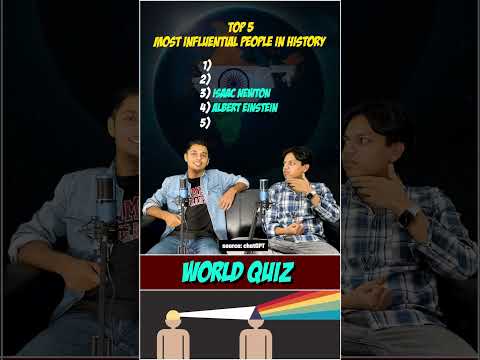 TOP 5
MOST INFLUENTIAL PEOPLE IN HISTORY
1)
2)
3) ISAAC NEWTON
4) ALBERT EINSTEIN
5)
source: chatGPT
WORLD QUIZ